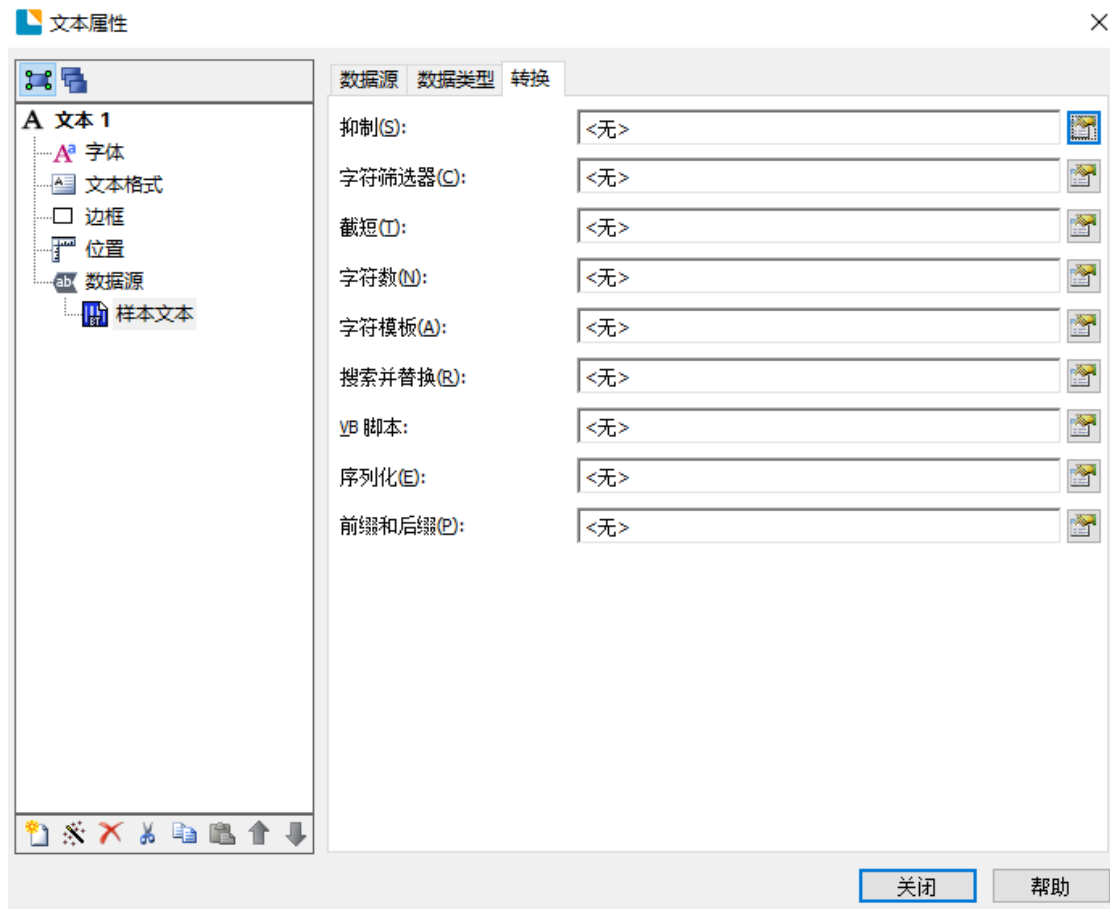 文本属性
数据源 数据类型 转换
A 文本 1
字体
文本格式
边框
位置
数据源
样本文本
抑制(S): <无>
字符筛选器(C): <无>
截短(T): <无>
字符数(N): <无>
字符模板(A): <无>
搜索并替换(R): <无>
VB 脚本: <无>
序列化(E): <无>
前缀和后缀(P): <无>
关闭 帮助